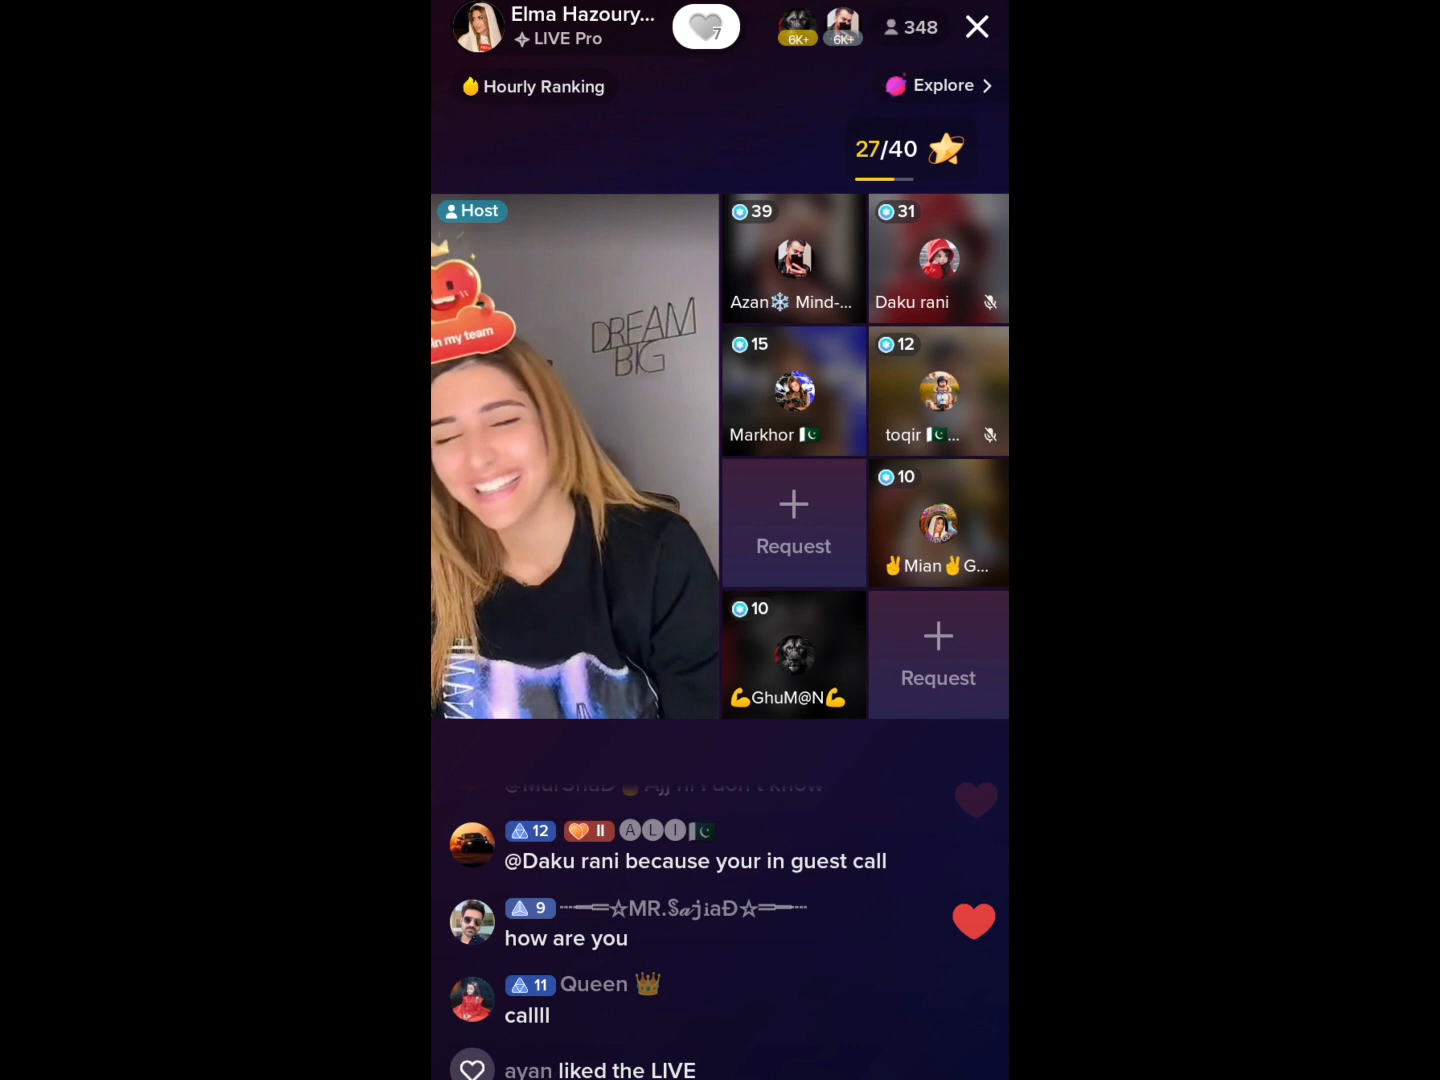 Elma Hazoury...
LIVE Pro
7
6K+
6K+
348
Hourly Ranking
Explore
27/40
Host
39
31
in my team
DREAM
BIG
Azan❄️ Mind-...
Daku rani
15
12
Markhor 🇵🇰
toqir 🇵🇰...
10
Request
✌️Mian✌️G...
10
Request
💪GhuM@N💪
12 II 🅐🅛🅘🇵🇰
@Daku rani because your in guest call
9 ┈━═☆MR.𝕊𝒶𝕛𝕚aĐ☆═━┈
how are you
11 Queen 👑
callll
ayan liked the LIVE